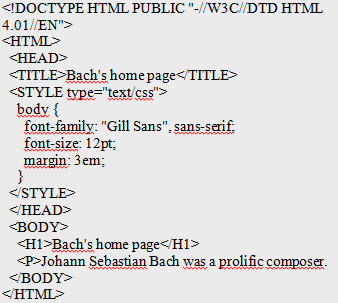 <!DOCTYPE HTML PUBLIC "-//W3C//DTD HTML
4.01//EN">
<HTML>
<HEAD>
<TITLE>Bach's home page</TITLE>
<STYLE type="text/css">
body {
font-family: "Gill Sans", sans-serif;
font-size: 12pt;
margin: 3em;
}
</STYLE>
</HEAD>
<BODY>
<H1>Bach's home page</H1>
<P>Johann Sebastian Bach was a prolific composer.
</BODY>
</HTML>